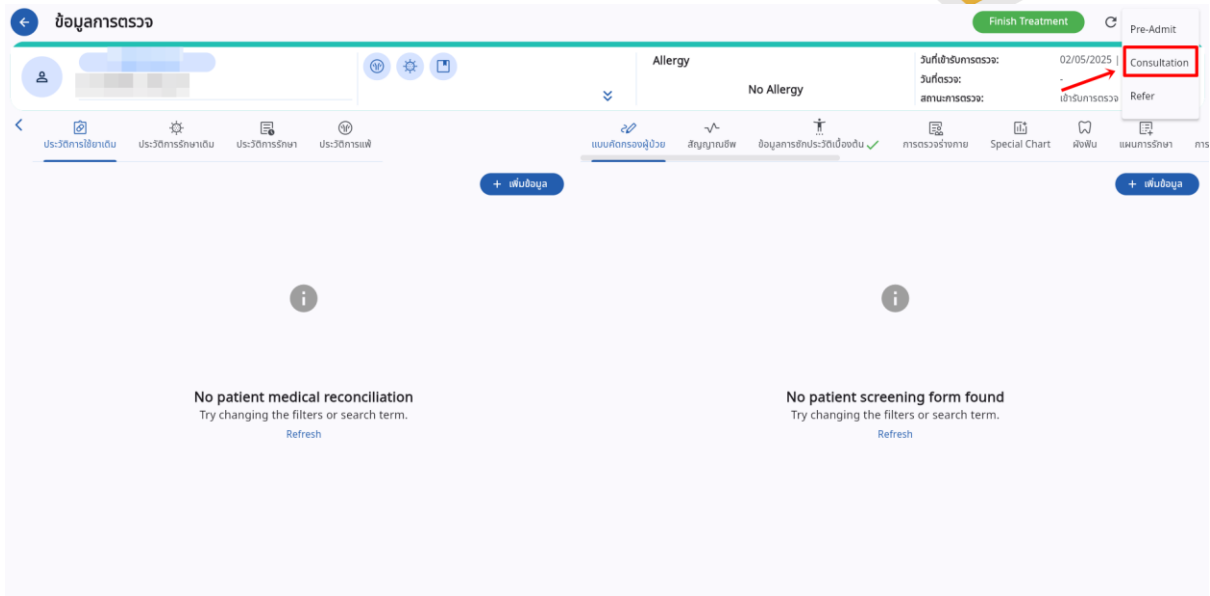 ข้อมูลการตรวจ
Finish Treatment
Pre-Admit
Consultation
Refer
Allergy
No Allergy
วันที่เข้ารับการตรวจ: 02/05/2025 |
วันที่ตรวจ: -
สถานะการตรวจ: เข้ารับการตรวจ
ประวัติการใช้ยาเดิม ประวัติการรักษาเดิม ประวัติการรักษา ประวัติการแพ้
แบบคัดกรองผู้ป่วย สัญญาณชีพ ข้อมูลการซักประวัติเบื้องต้น การตรวจร่างกาย Special Chart ผังฟัน แผนการรักษา การ
+ เพิ่มข้อมูล
+ เพิ่มข้อมูล
No patient medical reconciliation
Try changing the filters or search term.
Refresh
No patient screening form found
Try changing the filters or search term.
Refresh